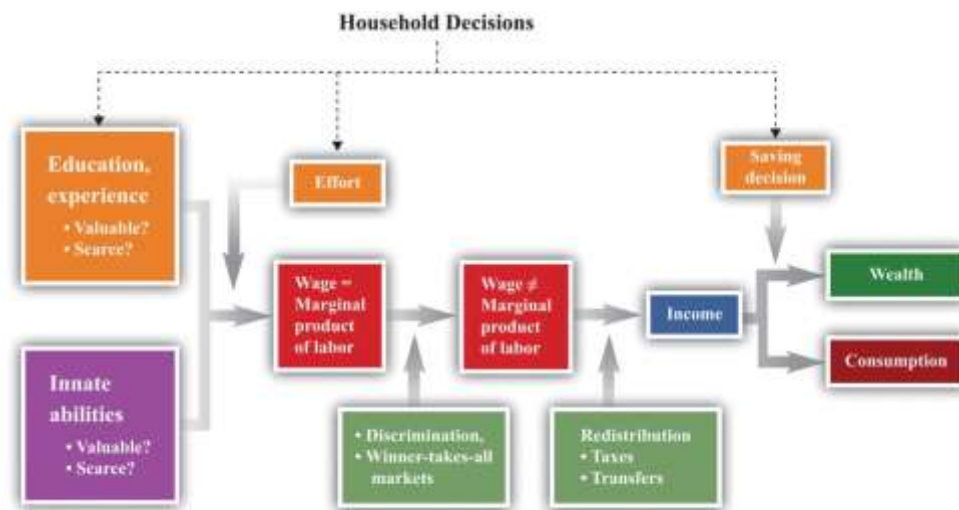 Household Decisions
Education,
experience
• Valuable?
• Scarce?
Effort
Saving
decision
Wage =
Marginal
product
of labor
Wage ≠
Marginal
product
of labor
Income
Wealth
Consumption
Innate
abilities
• Valuable?
• Scarce?
• Discrimination,
• Winner-takes-all
markets
Redistribution
• Taxes
• Transfers